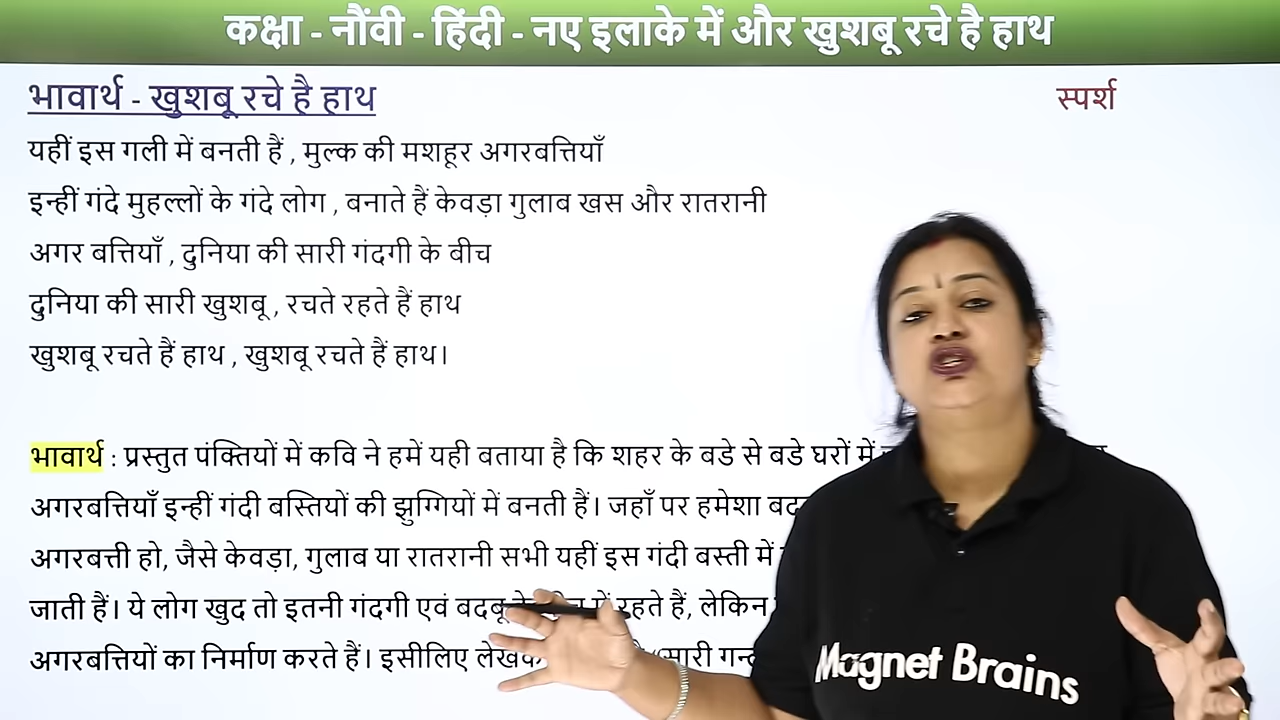 कक्षा - नौंवी - हिंदी - नए इलाके में और खुशबू रचे है हाथ
भावार्थ - खुशबू रचे है हाथ
स्पर्श
यहीं इस गली में बनती हैं , मुल्क की मशहूर अगरबत्तियाँ
इन्हीं गंदे मुहल्लों के गंदे लोग , बनाते हैं केवड़ा गुलाब खस और रातरानी
अगर बत्तियाँ , दुनिया की सारी गंदगी के बीच
दुनिया की सारी खुशबू , रचते रहते हैं हाथ
खुशबू रचते हैं हाथ , खुशबू रचते हैं हाथ।
भावार्थ : प्रस्तुत पंक्तियों में कवि ने हमें यही बताया है कि शहर के बडे से बडे घरों में
अगरबत्तियाँ इन्हीं गंदी बस्तियों की झुग्गियों में बनती हैं। जहाँ पर हमेशा
अगरबत्ती हो, जैसे केवड़ा, गुलाब या रातरानी सभी यहीं इस गंदी बस्ती में
जाती हैं। ये लोग खुद तो इतनी गंदगी एवं बदबू में रहते हैं, लेकिन
अगरबत्तियों का निर्माण करते हैं। इसीलिए
Magnet Brains